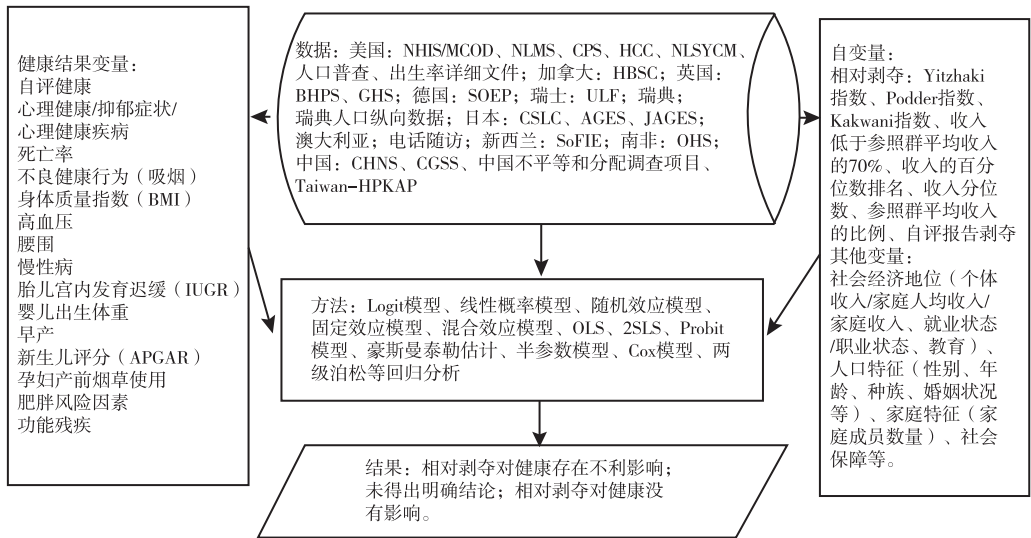 健康结果变量：
自评健康
心理健康/抑郁症状/
心理健康疾病
死亡率
不良健康行为（吸烟）
身体质量指数（BMI）
高血压
腰围
慢性病
胎儿宫内发育迟缓（IUGR）
婴儿出生体重
早产
新生儿评分（APGAR）
孕妇产前烟草使用
肥胖风险因素
功能残疾
数据：美国：NHIS/MCOD、NLMS、CPS、HCC、NLSYCM、
人口普查、出生率详细文件；加拿大：HBSC；英国：
BHPS、GHS；德国：SOEP；瑞士：ULF；瑞典；
瑞典人口纵向数据；日本：CSLC、AGES、JAGES；
澳大利亚；电话随访；新西兰：SoFIE；南非：OHS；
中国：CHNS、CGSS、中国不平等和分配调查项目、
Taiwan-HPKAP
方法：Logit模型、线性概率模型、随机效应模型、
固定效应模型、混合效应模型、OLS、2SLS、Probit
模型、豪斯曼泰勒估计、半参数模型、Cox模型、两
级泊松等回归分析
结果：相对剥夺对健康存在不利影响；
未得出明确结论；相对剥夺对健康没
有影响。
自变量：
相对剥夺：Yitzhaki
指数、Podder指数、
Kakwani指数、收入
低于参照群平均收入
的70%、收入的百分
位数排名、收入分位
数、参照群平均收入
的比例、自评报告剥夺
其他变量：
社会经济地位（个体
收入/家庭人均收入/
家庭收入、就业状态
/职业状态、教育）、
人口特征（性别、年
龄、种族、婚姻状况
等）、家庭特征（家
庭成员数量）、社会
保障等。